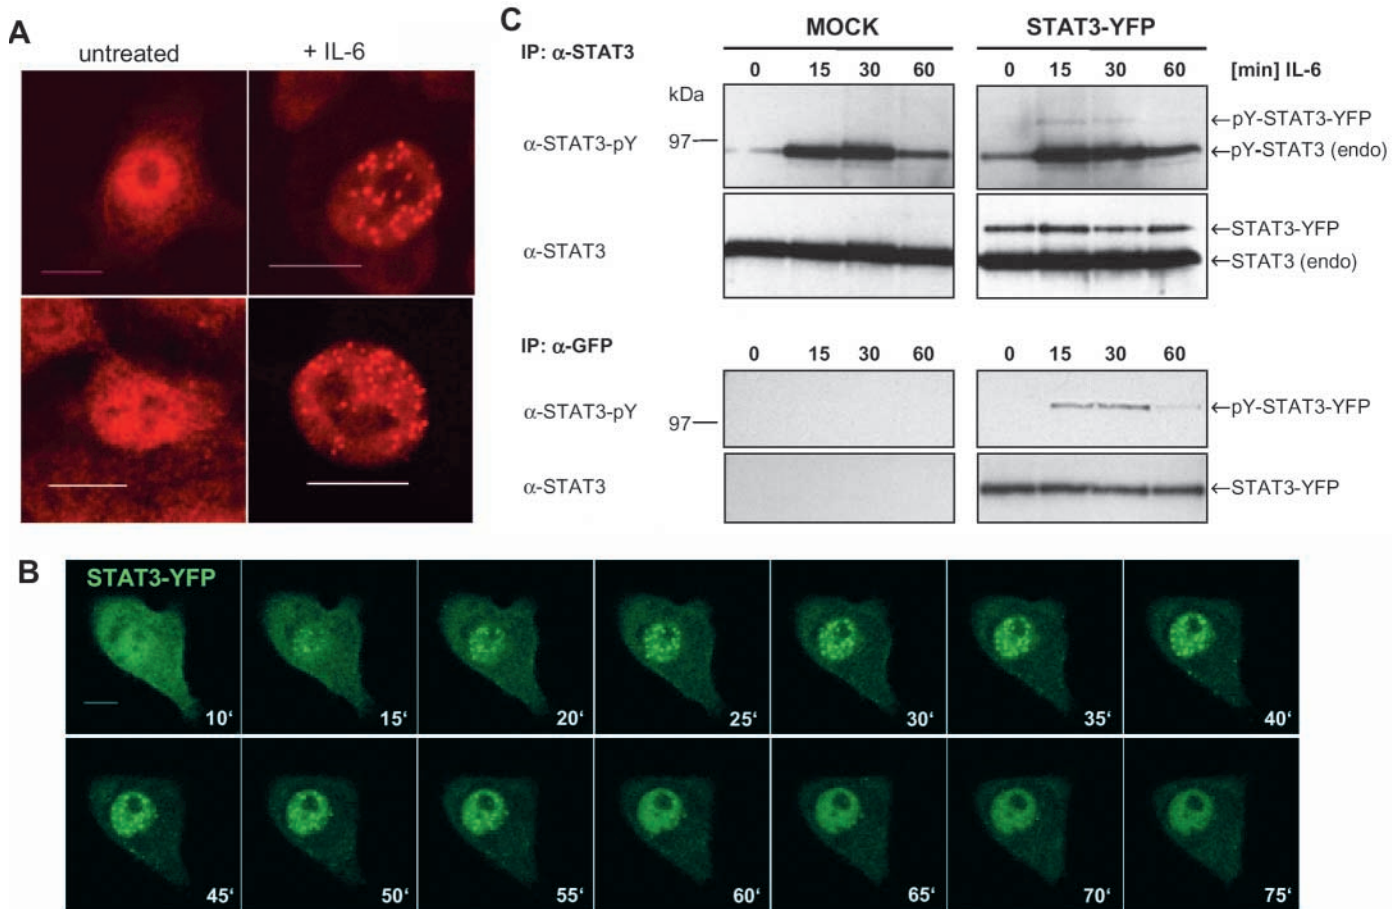 A
untreated
+ IL-6
C
MOCK
STAT3-YFP
IP: α-STAT3
0 15 30 60
0 15 30 60
[min] IL-6
kDa
97
α-STAT3-pY
←pY-STAT3-YFP
←pY-STAT3 (endo)
α-STAT3
←STAT3-YFP
←STAT3 (endo)
IP: α-GFP
0 15 30 60
0 15 30 60
α-STAT3-pY
97
←pY-STAT3-YFP
α-STAT3
←STAT3-YFP
B
STAT3-YFP
10‘ 15‘ 20‘ 25‘ 30‘ 35‘ 40‘
45‘ 50‘ 55‘ 60‘ 65‘ 70‘ 75‘